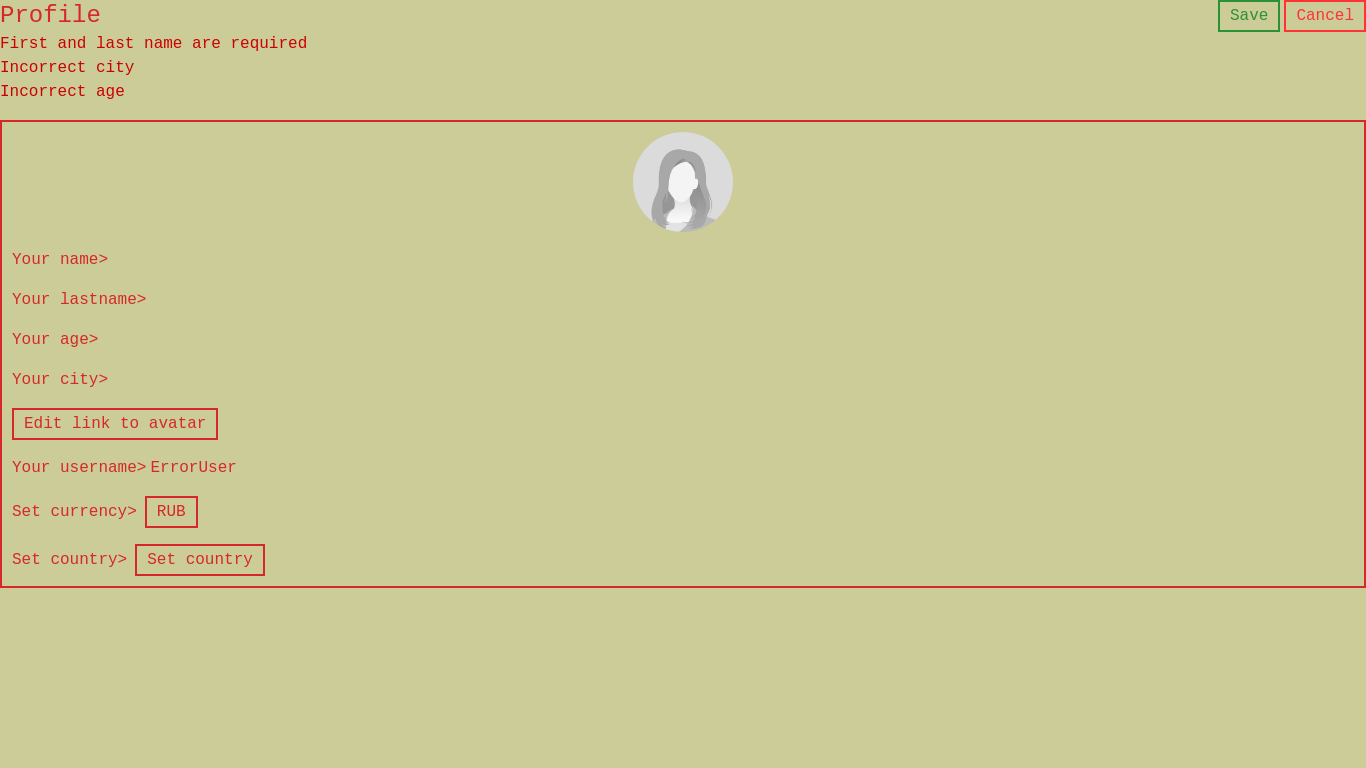 Profile Save Cancel
First and last name are required
Incorrect city
Incorrect age
Your name>
Your lastname>
Your age>
Your city>
Edit link to avatar
Your username> ErrorUser
Set currency> RUB
Set country> Set country